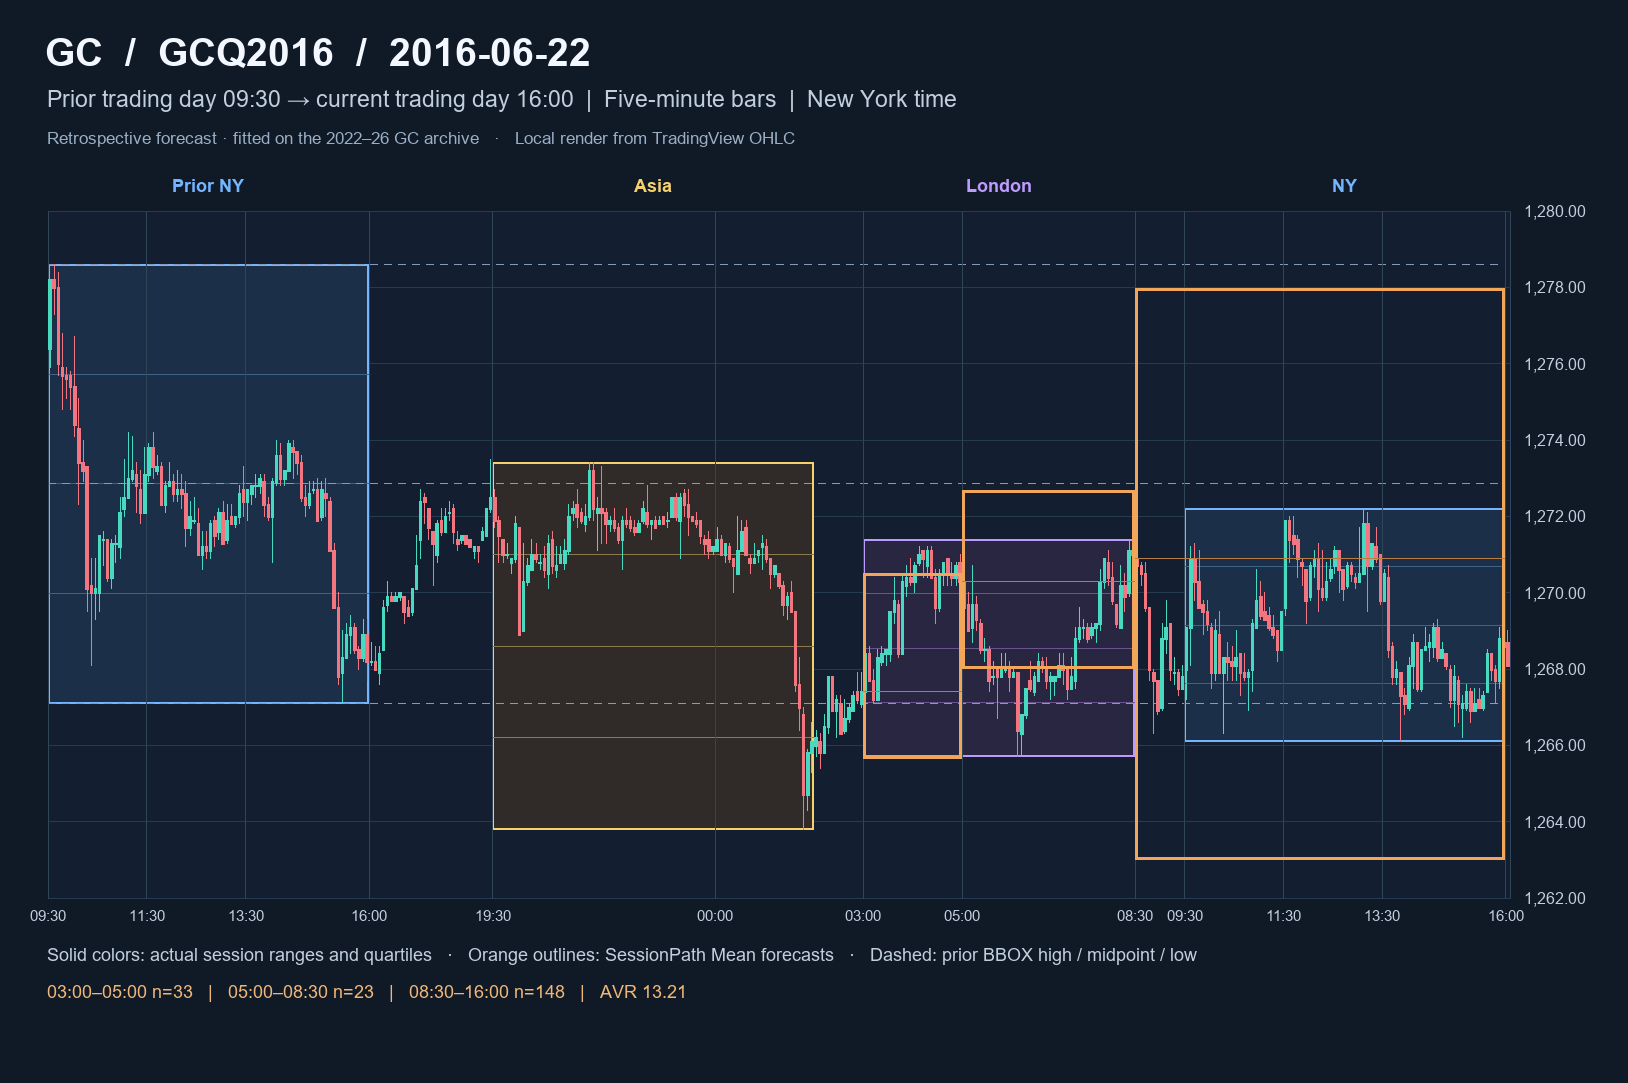 GC / GCQ2016 / 2016-06-22
Prior trading day 09:30 → current trading day 16:00 | Five-minute bars | New York time
Retrospective forecast · fitted on the 2022–26 GC archive · Local render from TradingView OHLC
Prior NY Asia London NY
1,280.00
1,278.00
1,276.00
1,274.00
1,272.00
1,270.00
1,268.00
1,266.00
1,264.00
1,262.00
09:30 11:30 13:30 16:00 19:30 00:00 03:00 05:00 08:30 09:30 11:30 13:30 16:00
Solid colors: actual session ranges and quartiles · Orange outlines: SessionPath Mean forecasts · Dashed: prior BBOX high / midpoint / low
03:00–05:00 n=33 | 05:00–08:30 n=23 | 08:30–16:00 n=148 | AVR 13.21